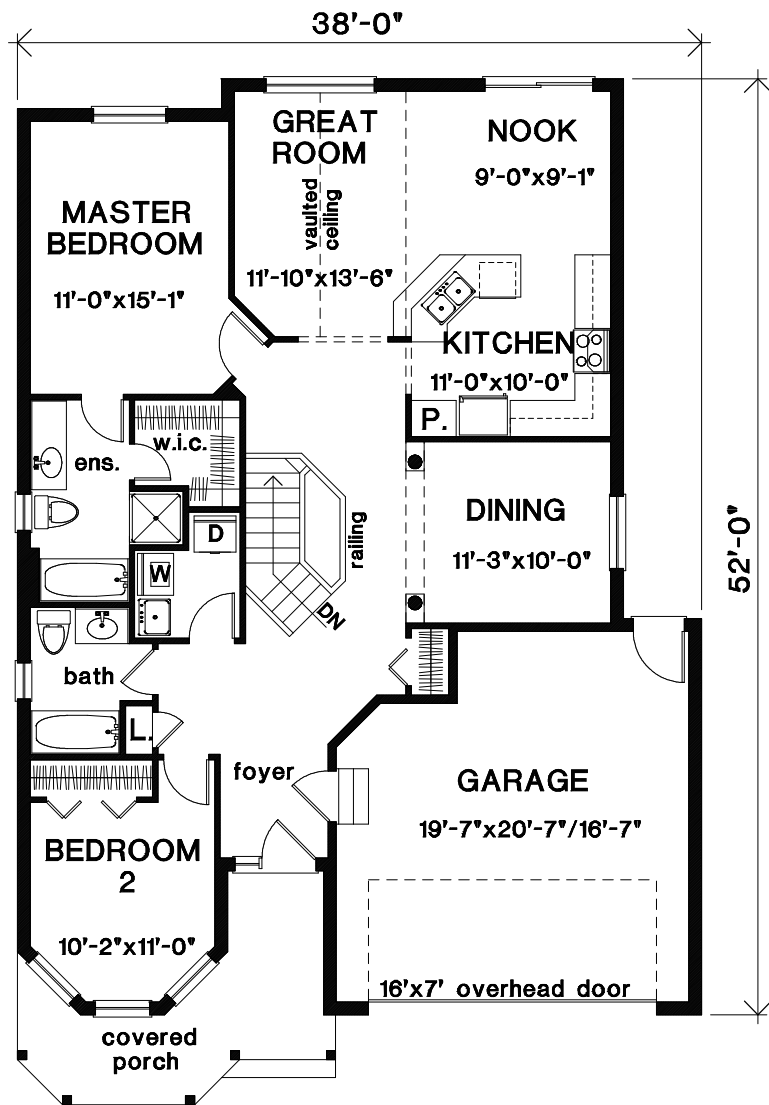 38'-0"
GREAT
ROOM
NOOK
9'-0"x9'-1"
vaulted
ceiling
MASTER
BEDROOM
11'-10"x13'-6"
11'-0"x15'-1"
KITCHEN
11'-0"x10'-0"
P.
w.i.c.
ens.
DINING
11'-3"x10'-0"
railing
D
W
DN
52'-0"
bath
L.
foyer
GARAGE
19'-7"x20'-7"/16'-7"
BEDROOM
2
10'-2"x11'-0"
16'x7' overhead door
covered
porch